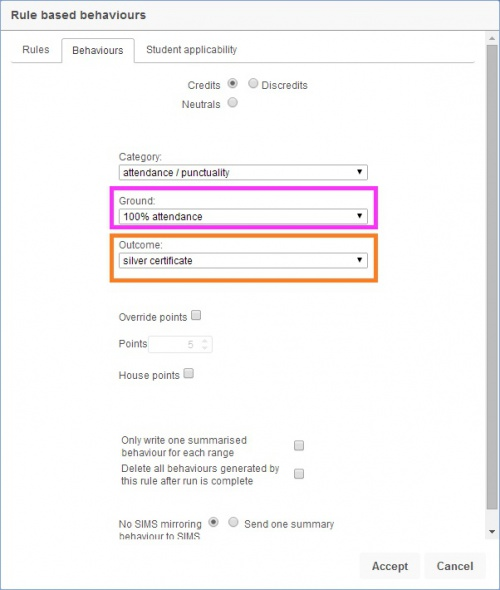 Rule based behaviours
Rules Behaviours Student applicability
Credits Discredits
Neutrals
Category:
attendance / punctuality
Ground:
100% attendance
Outcome:
silver certificate
Override points
Points 5
House points
Only write one summarised
behaviour for each range
Delete all behaviours generated by
this rule after run is complete
No SIMS mirroring Send one summary
behaviour to SIMS
Accept Cancel